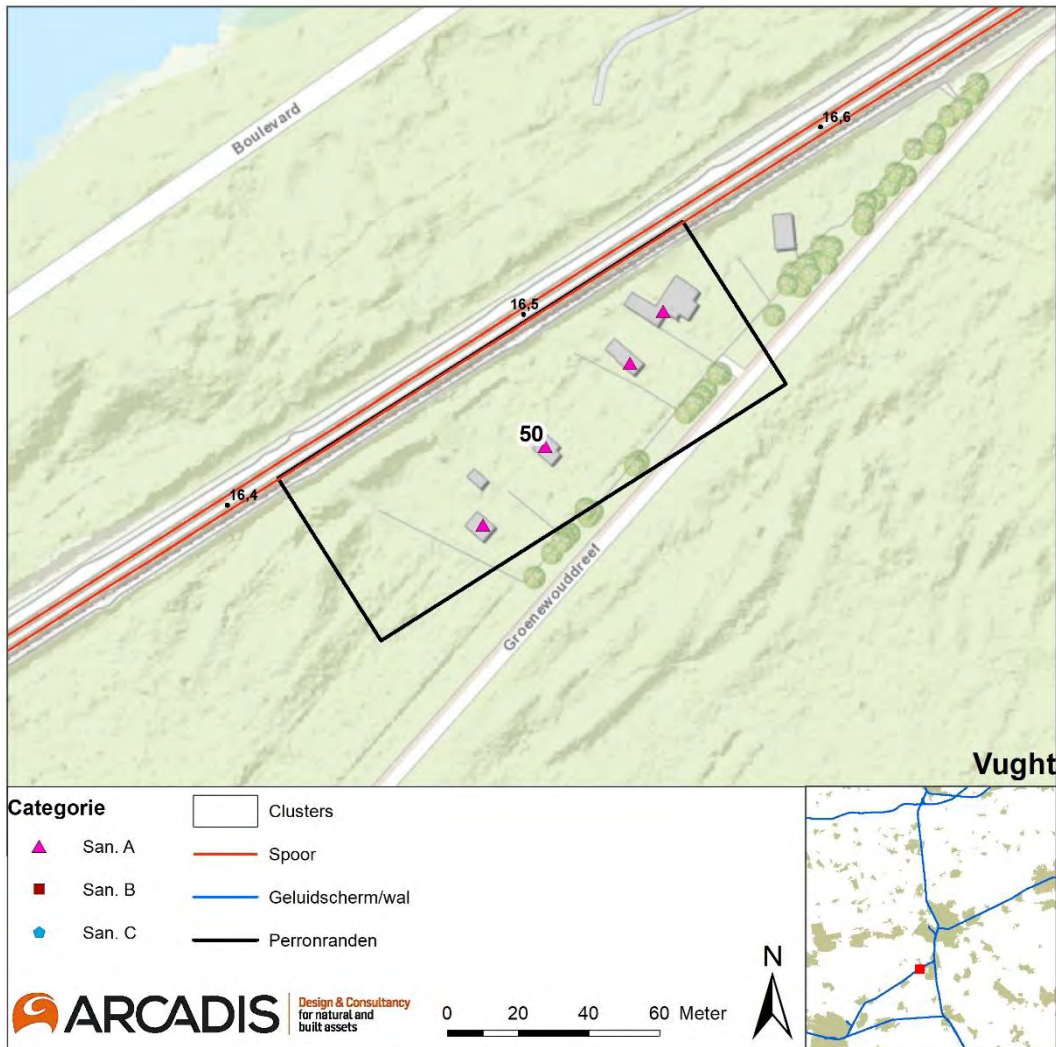 Boulevard
16,6
16,5
50
16,4
Groenewouddreef
Vught
Categorie
San. A
San. B
San. C
Clusters
Spoor
Geluidscherm/wal
Perronranden
ARCADIS
Design & Consultancy
for natural and
built assets
0 20 40 60 Meter
N